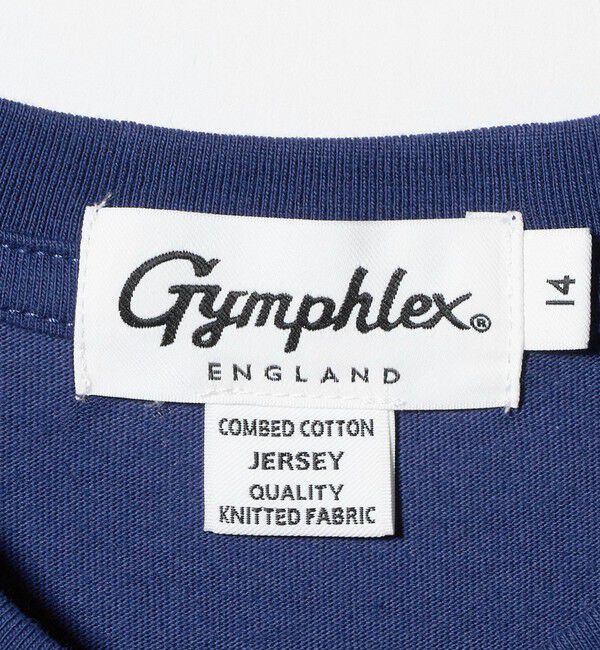 Gymphlex®
ENGLAND
14
COMBED COTTON
JERSEY
QUALITY
KNITTED FABRIC